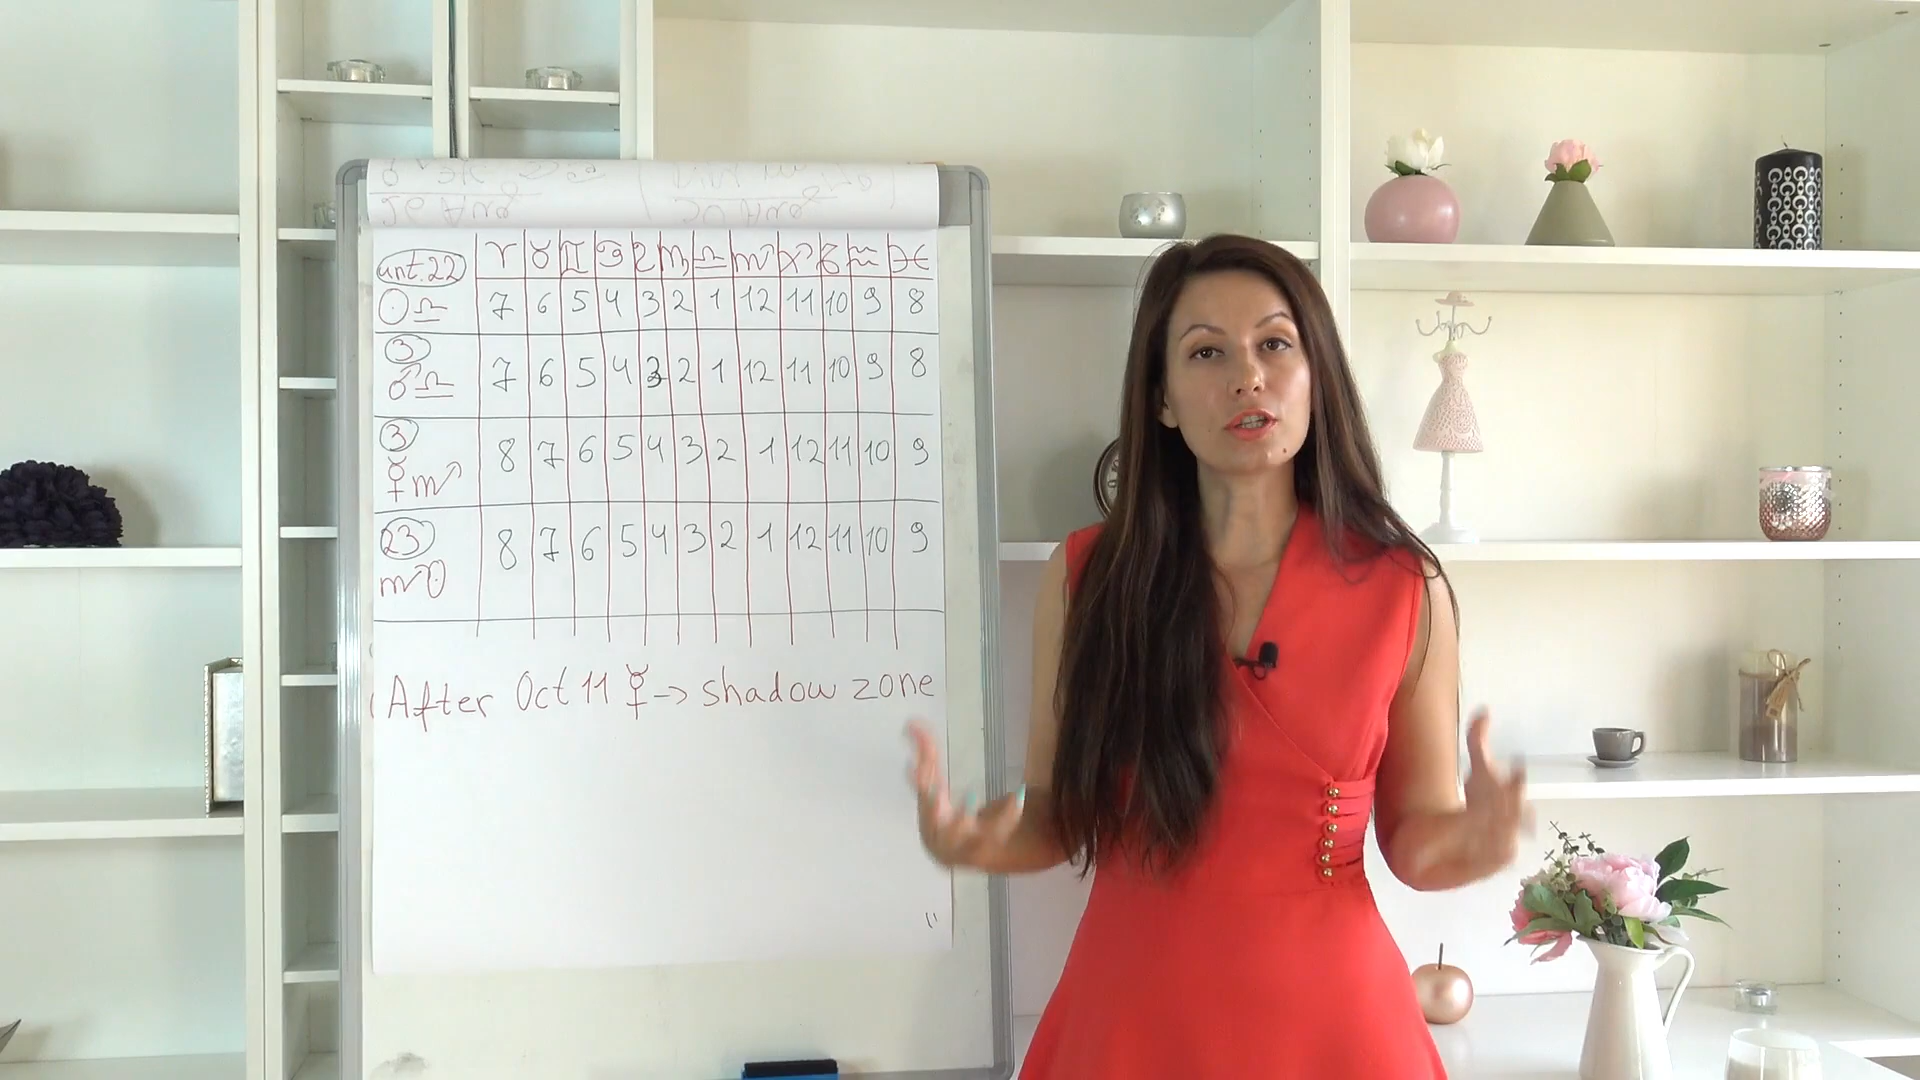 unt. 22 ♈ ♉ ♊ ♋ ♌ ♍ ♎ ♏ ♐ ♑ ♒ ♓
☉ ♎ 7 6 5 4 3 2 1 12 11 10 9 8
3 ♂ ♎ 7 6 5 4 3 2 1 12 11 10 9 8
3 ☿ ♏ 8 7 6 5 4 3 2 1 12 11 10 9
23 ♏ ☉ 8 7 6 5 4 3 2 1 12 11 10 9
After Oct 11 ☿ → shadow zone